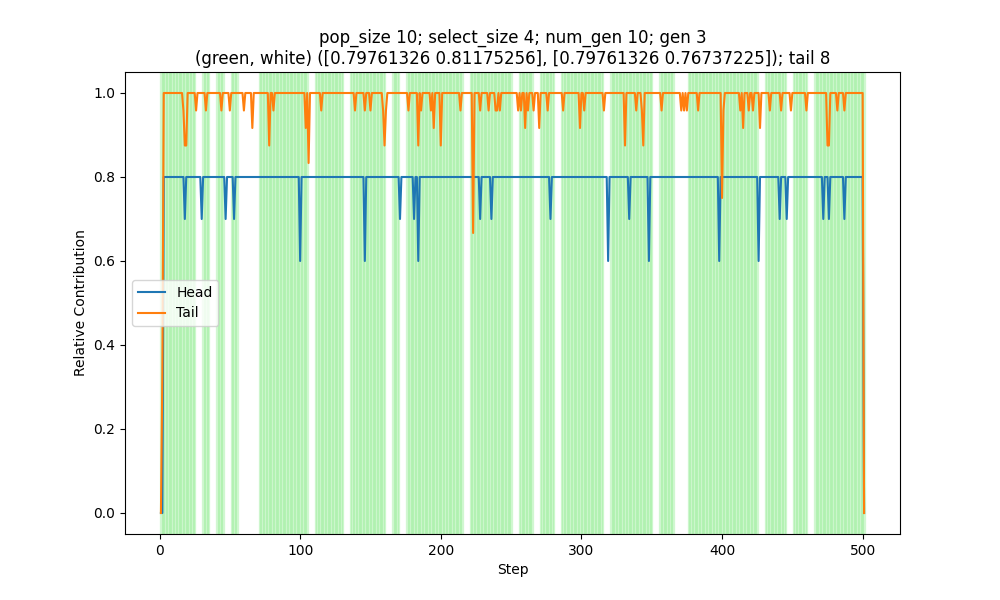 pop_size 10; select_size 4; num_gen 10; gen 3
(green, white) ([0.79761326 0.81175256], [0.79761326 0.76737225]); tail 8
1.0
0.8
0.6
0.4
0.2
0.0
Relative Contribution
Head
Tail
0
100
200
300
400
500
Step